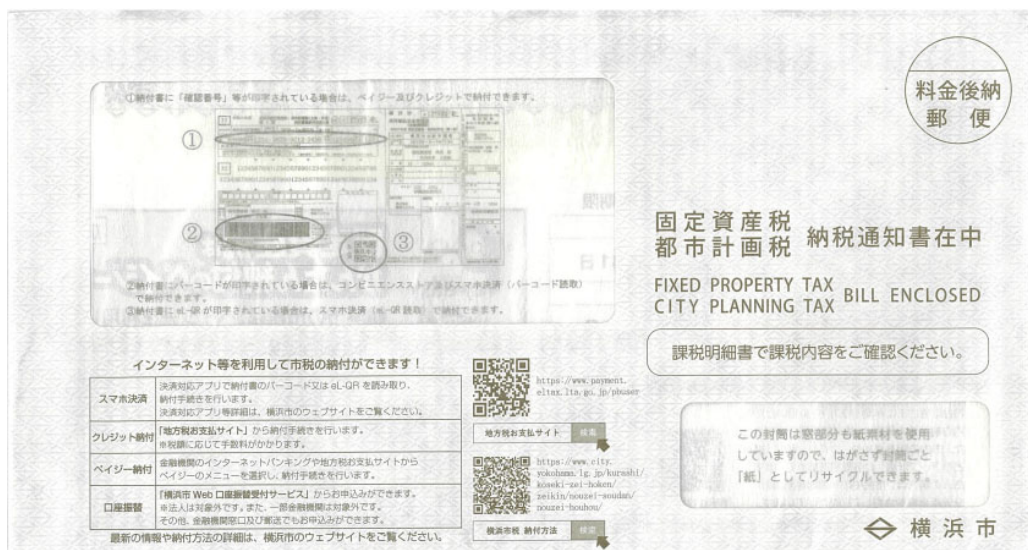 ①納付書に「確認番号」等が印字されている場合は、ペイジー及びクレジットで納付できます。
①
②
③
②納付書にバーコードが印字されている場合は、コンビニエンスストア及びスマホ決済（バーコード読取）
で納付できます。
③納付書に eL-QR が印字されている場合は、スマホ決済（eL-QR 読取）で納付できます。
料金後納
郵便
固定資産税
都市計画税
納税通知書在中
FIXED PROPERTY TAX
CITY PLANNING TAX
BILL ENCLOSED
課税明細書で課税内容をご確認ください。
インターネット等を利用して市税の納付ができます！
スマホ決済
決済対応アプリで納付書のバーコード又は eL-QR を読み取り、
納付手続きを行います。
決済対応アプリ等詳細は、横浜市のウェブサイトをご覧ください。
クレジット納付
「地方税お支払サイト」から納付手続きを行います。
※税額に応じて手数料がかかります。
ペイジー納付
金融機関のインターネットバンキングや地方税お支払サイトから
ペイジーのメニューを選択し、納付手続きを行います。
口座振替
「横浜市 Web 口座振替受付サービス」からお申込みができます。
※法人は対象外です。また、一部金融機関は対象外です。
その他、金融機関窓口及び郵送でもお申込みができます。
最新の情報や納付方法の詳細は、横浜市のウェブサイトをご覧ください。
https://www.payment.
eltax.lta.go.jp/pbuser
地方税お支払サイト 検索
https://www.city.
yokohama.lg.jp/kurashi/
koseki-zei-hoken/
zeikin/nouzei-soudan/
nouzei-houhou/
横浜市税 納付方法 検索
この封筒は窓部分も紙素材を使用
していますので、はがさず封筒ごと
「紙」としてリサイクルできます。
横浜市